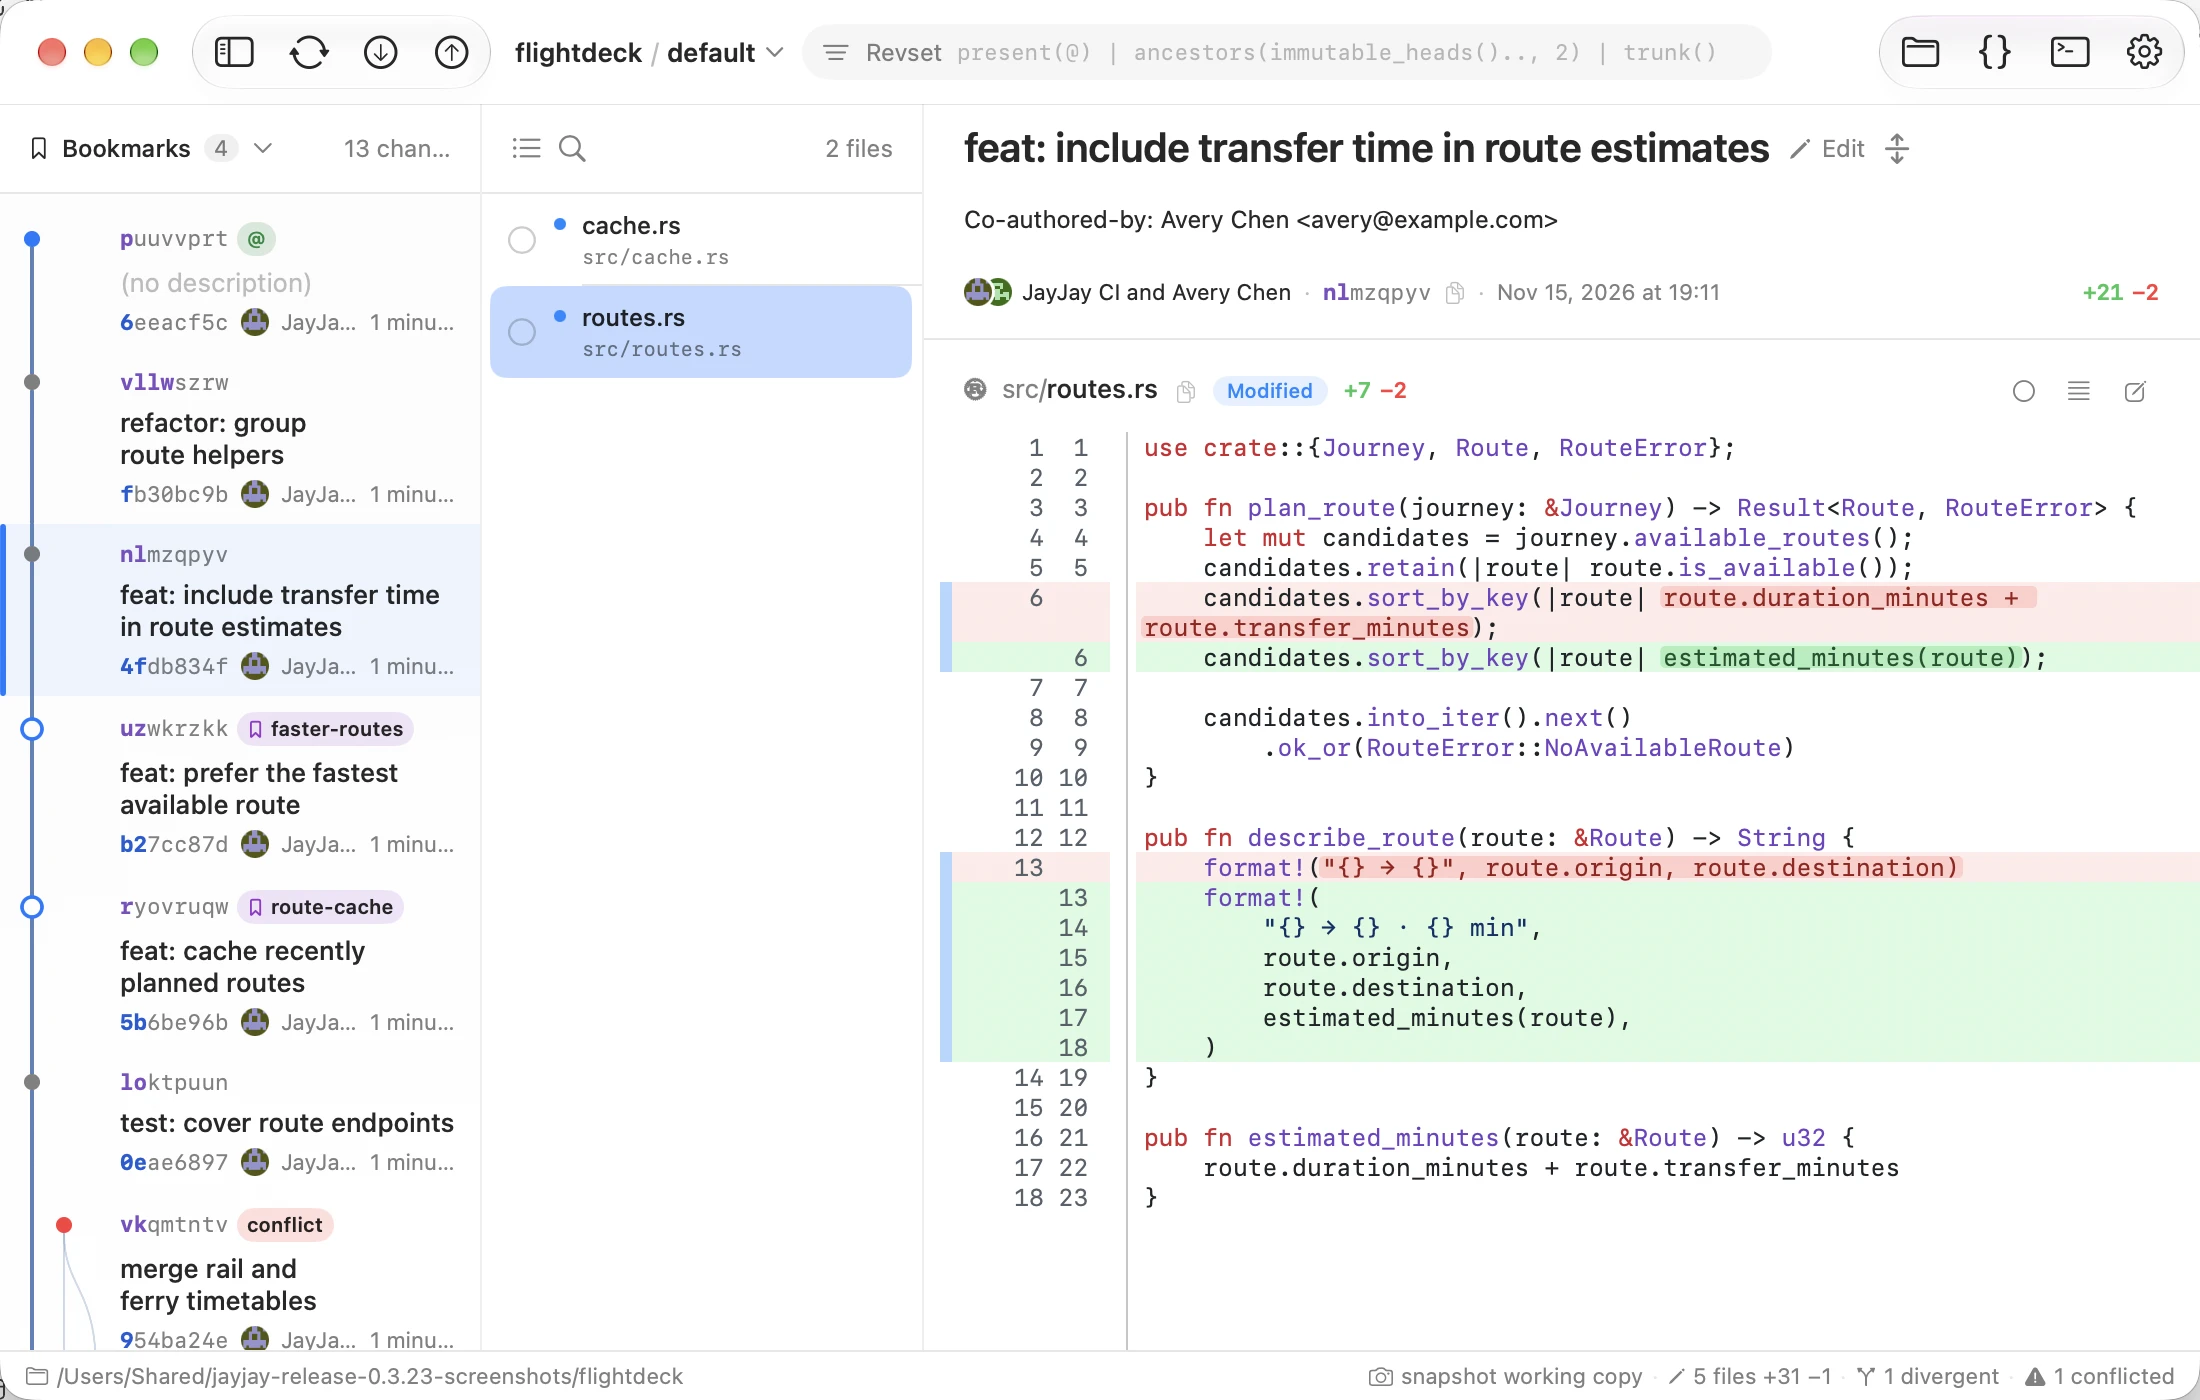 flightdeck / default
Revset present(@) | ancestors(immutable_heads().., 2) | trunk()
Bookmarks 4
13 chan...
puuvvprt @
(no description)
6eeacf5c JayJa... 1 minu...
vllwszrw
refactor: group
route helpers
fb30bc9b JayJa... 1 minu...
nlmzqpyv
feat: include transfer time
in route estimates
4fdb834f JayJa... 1 minu...
uzwkrzkk faster-routes
feat: prefer the fastest
available route
b27cc87d JayJa... 1 minu...
ryovruqw route-cache
feat: cache recently
planned routes
5b6be96b JayJa... 1 minu...
loktpuun
test: cover route endpoints
0eae6897 JayJa... 1 minu...
vkqmtntv conflict
merge rail and
ferry timetables
954ba24e JayJa... 1 minu...
2 files
cache.rs
src/cache.rs
routes.rs
src/routes.rs
feat: include transfer time in route estimates Edit
Co-authored-by: Avery Chen <avery@example.com>
JayJay CI and Avery Chen · nlmzqpyv · Nov 15, 2026 at 19:11 +21 −2
src/routes.rs Modified +7 −2
1 1 use crate::{Journey, Route, RouteError};
2 2
3 3 pub fn plan_route(journey: &Journey) -> Result<Route, RouteError> {
4 4 let mut candidates = journey.available_routes();
5 5 candidates.retain(|route| route.is_available());
6 candidates.sort_by_key(|route| route.duration_minutes +
route.transfer_minutes);
6 candidates.sort_by_key(|route| estimated_minutes(route));
7 7
8 8 candidates.into_iter().next()
9 9 .ok_or(RouteError::NoAvailableRoute)
10 10 }
11 11
12 12 pub fn describe_route(route: &Route) -> String {
13 format!("{} → {}", route.origin, route.destination)
13 format!(
14 "{} → {} · {} min",
15 route.origin,
16 route.destination,
17 estimated_minutes(route),
18 )
14 19 }
15 20
16 21 pub fn estimated_minutes(route: &Route) -> u32 {
17 22 route.duration_minutes + route.transfer_minutes
18 23 }
/Users/Shared/jayjay-release-0.3.23-screenshots/flightdeck
snapshot working copy · 5 files +31 −1 · 1 divergent · 1 conflicted